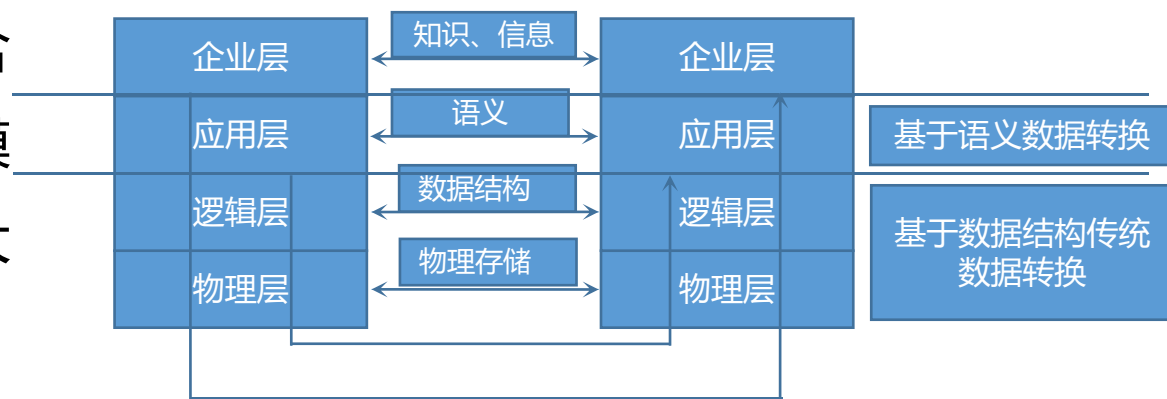 企业层
知识、信息
企业层
应用层
语义
应用层
基于语义数据转换
逻辑层
数据结构
逻辑层
基于数据结构传统
数据转换
物理层
物理存储
物理层